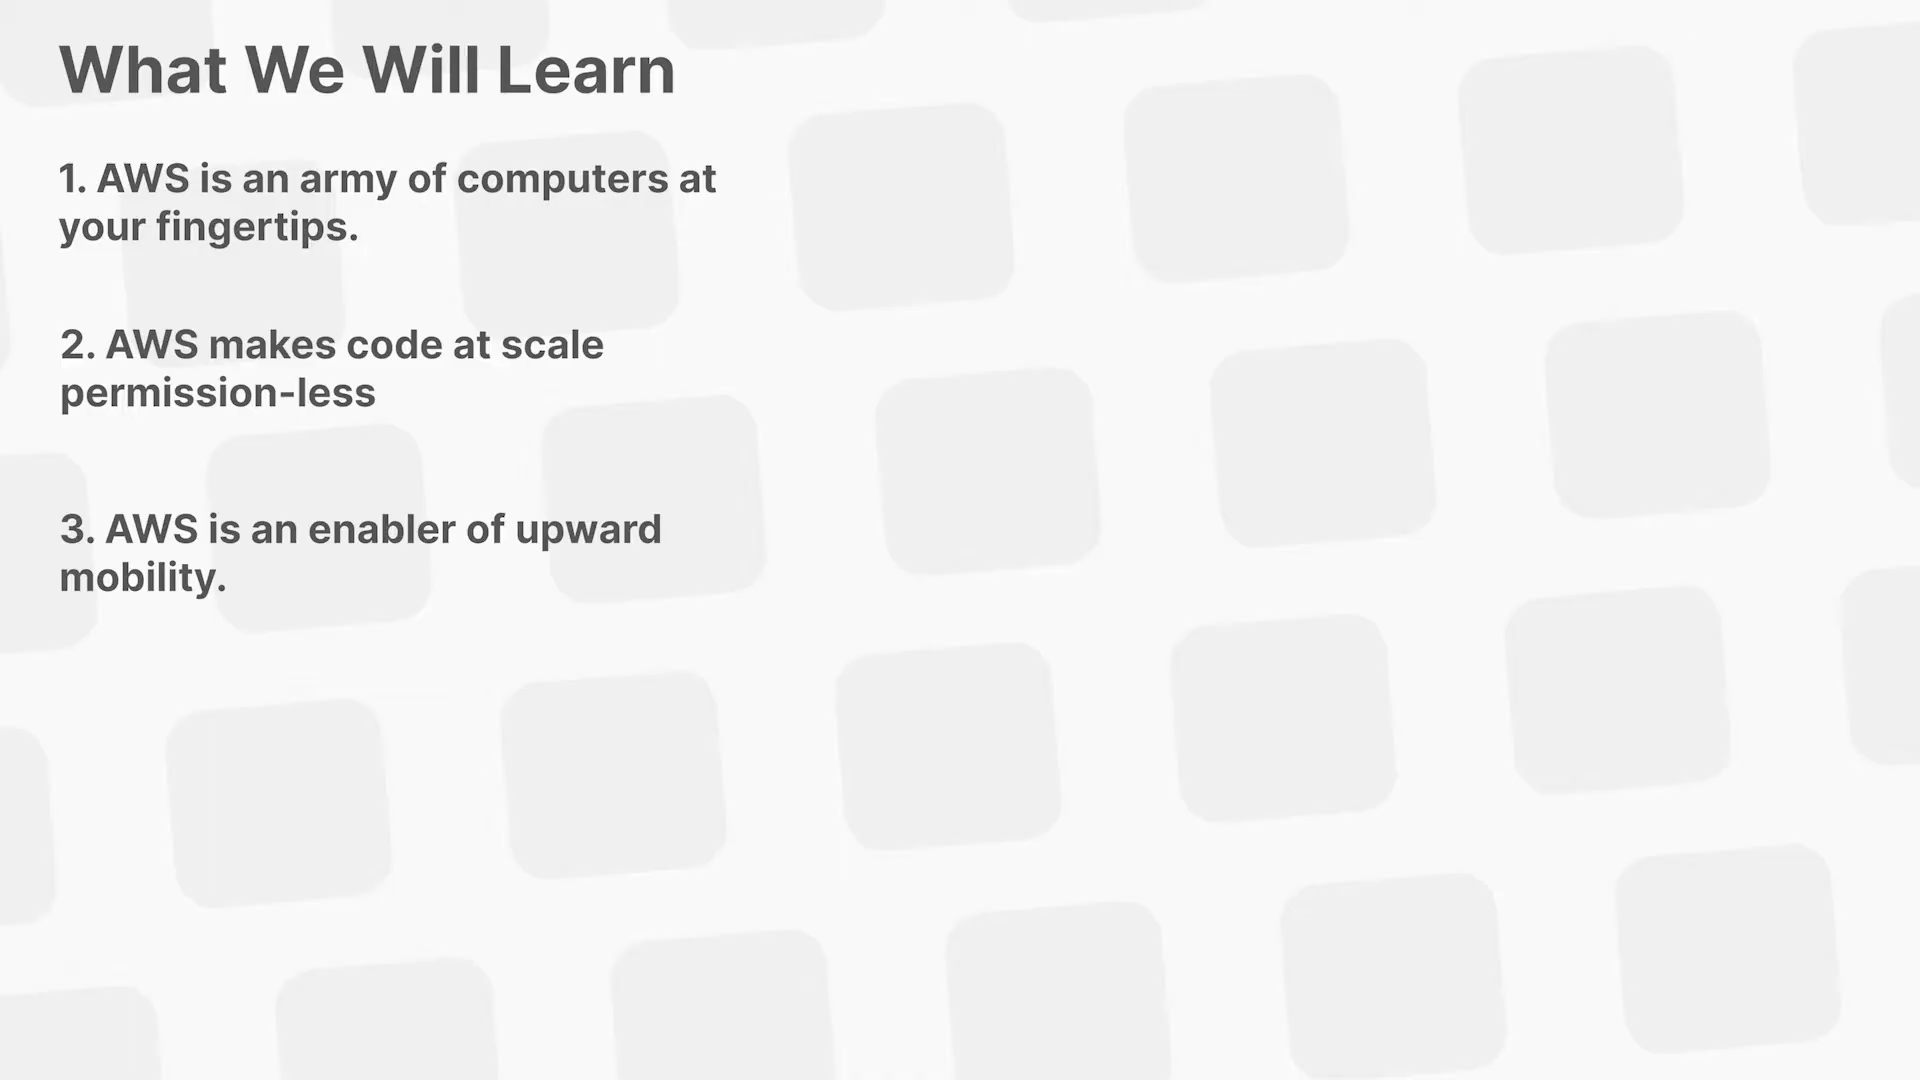 What We Will Learn
1. AWS is an army of computers at
your fingertips.
2. AWS makes code at scale
permission-less
3. AWS is an enabler of upward
mobility.